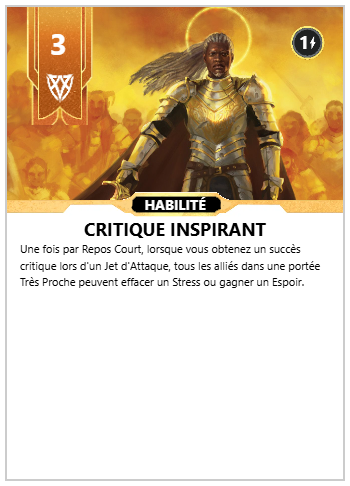 3
1
HABILITÉ
CRITIQUE INSPIRANT
Une fois par Repos Court, lorsque vous obtenez un succès
critique lors d'un Jet d'Attaque, tous les alliés dans une portée
Très Proche peuvent effacer un Stress ou gagner un Espoir.